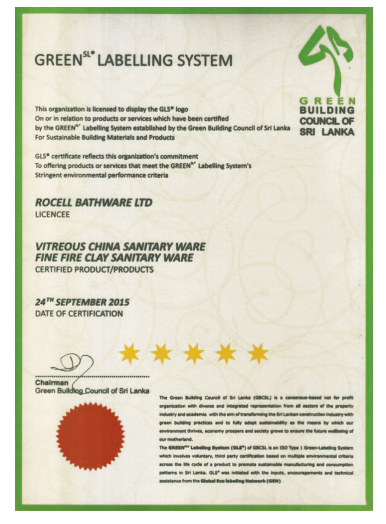 GREENSL® LABELLING SYSTEM
GREEN
BUILDING
COUNCIL OF
SRI LANKA
This organization is licensed to display the GLS® logo
On or in relation to products or services which have been certified
by the GREENSL® Labelling System established by the Green Building Council of Sri Lanka
For Sustainable Building Materials and Products
GLS® certificate reflects this organization's commitment
To offering products or services that meet the GREENSL® Labelling System's
Stringent environmental performance criteria
ROCELL BATHWARE LTD
LICENCEE
VITREOUS CHINA SANITARY WARE
FINE FIRE CLAY SANITARY WARE
CERTIFIED PRODUCT/PRODUCTS
24TH SEPTEMBER 2015
DATE OF CERTIFICATION
Chairman
Green Building Council of Sri Lanka
The Green Building Council of Sri Lanka (GBCSL) is a consensus-based not for profit
organization with diverse and integrated representation from all sectors of the property
industry and academia with the aim of transforming the Sri Lankan construction industry with
green building practices and to fully adopt sustainability as the means by which our
environment thrives, economy prospers and society grows to ensure the future wellbeing of
our motherland.
The GREENSL® Labelling System (GLS®) of GBCSL is an ISO Type I Green-Labeling System
which involves voluntary, third party certification based on multiple environmental criteria
across the life cycle of a product to promote sustainable manufacturing and consumption
patterns in Sri Lanka. GLS® was initiated with the inputs, encouragements and technical
assistance from the Global Eco labeling Network (GEN)